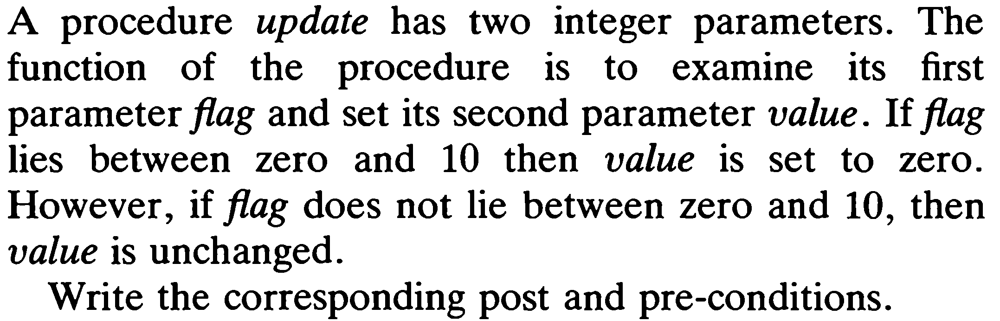 A procedure update has two integer parameters. The
function of the procedure is to examine its first
parameter flag and set its second parameter value. If flag
lies between zero and 10 then value is set to zero.
However, if flag does not lie between zero and 10, then
value is unchanged.
Write the corresponding post and pre-conditions.